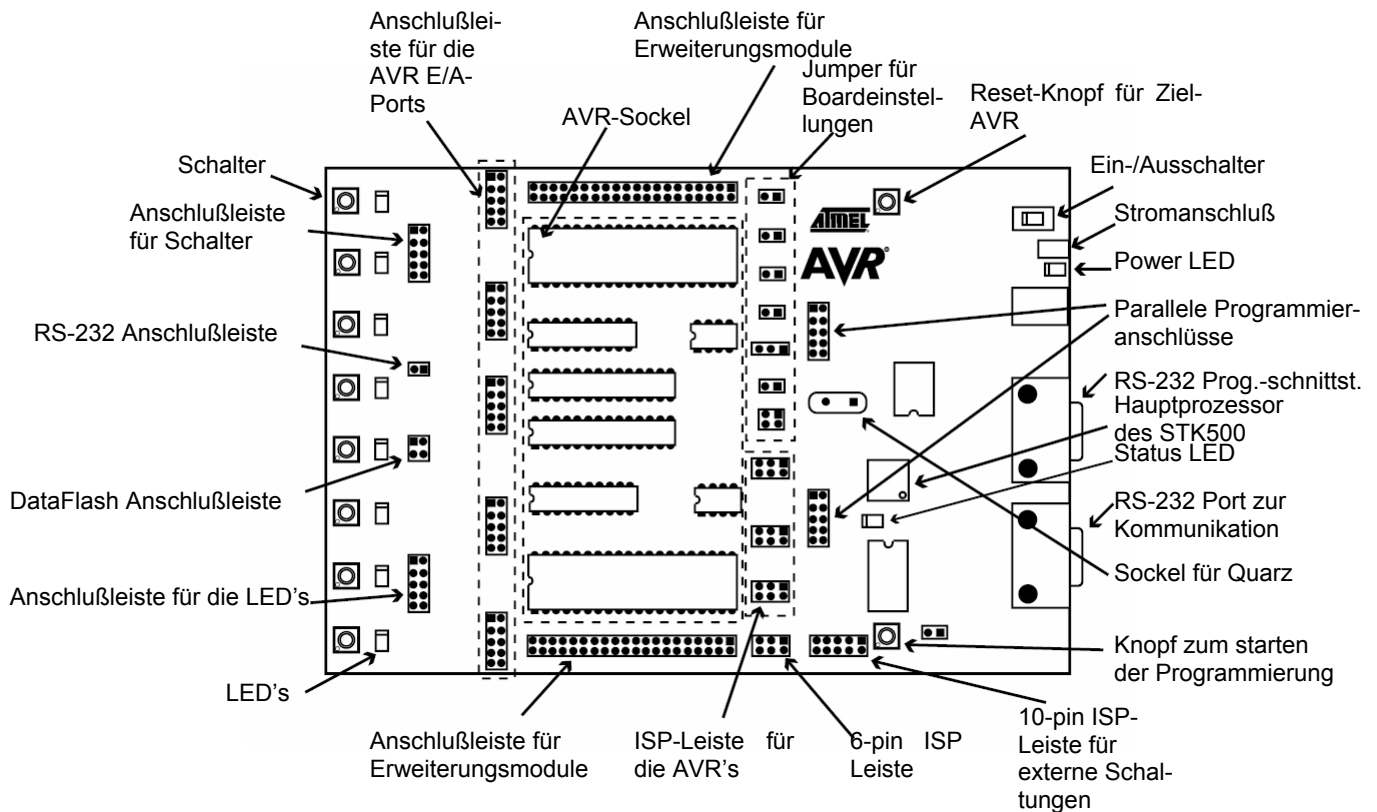 Anschlußlei-
ste für die
AVR E/A-
Ports
Anschlußleiste für
Erweiterungsmodule
Jumper für
Boardeinstel-
lungen
Reset-Knopf für Ziel-
AVR
AVR-Sockel
Schalter
Anschlußleiste
für Schalter
RS-232 Anschlußleiste
DataFlash Anschlußleiste
Anschlußleiste für die LED's
LED's
ATMEL
AVR®
Ein-/Ausschalter
Stromanschluß
Power LED
Parallele Programmier-
anschlüsse
RS-232 Prog.-schnittst.
Hauptprozessor
des STK500
Status LED
RS-232 Port zur
Kommunikation
Sockel für Quarz
Knopf zum starten
der Programmierung
Anschlußleiste für
Erweiterungsmodule
ISP-Leiste für
die AVR's
6-pin ISP
Leiste
10-pin ISP-
Leiste für
externe Schal-
tungen